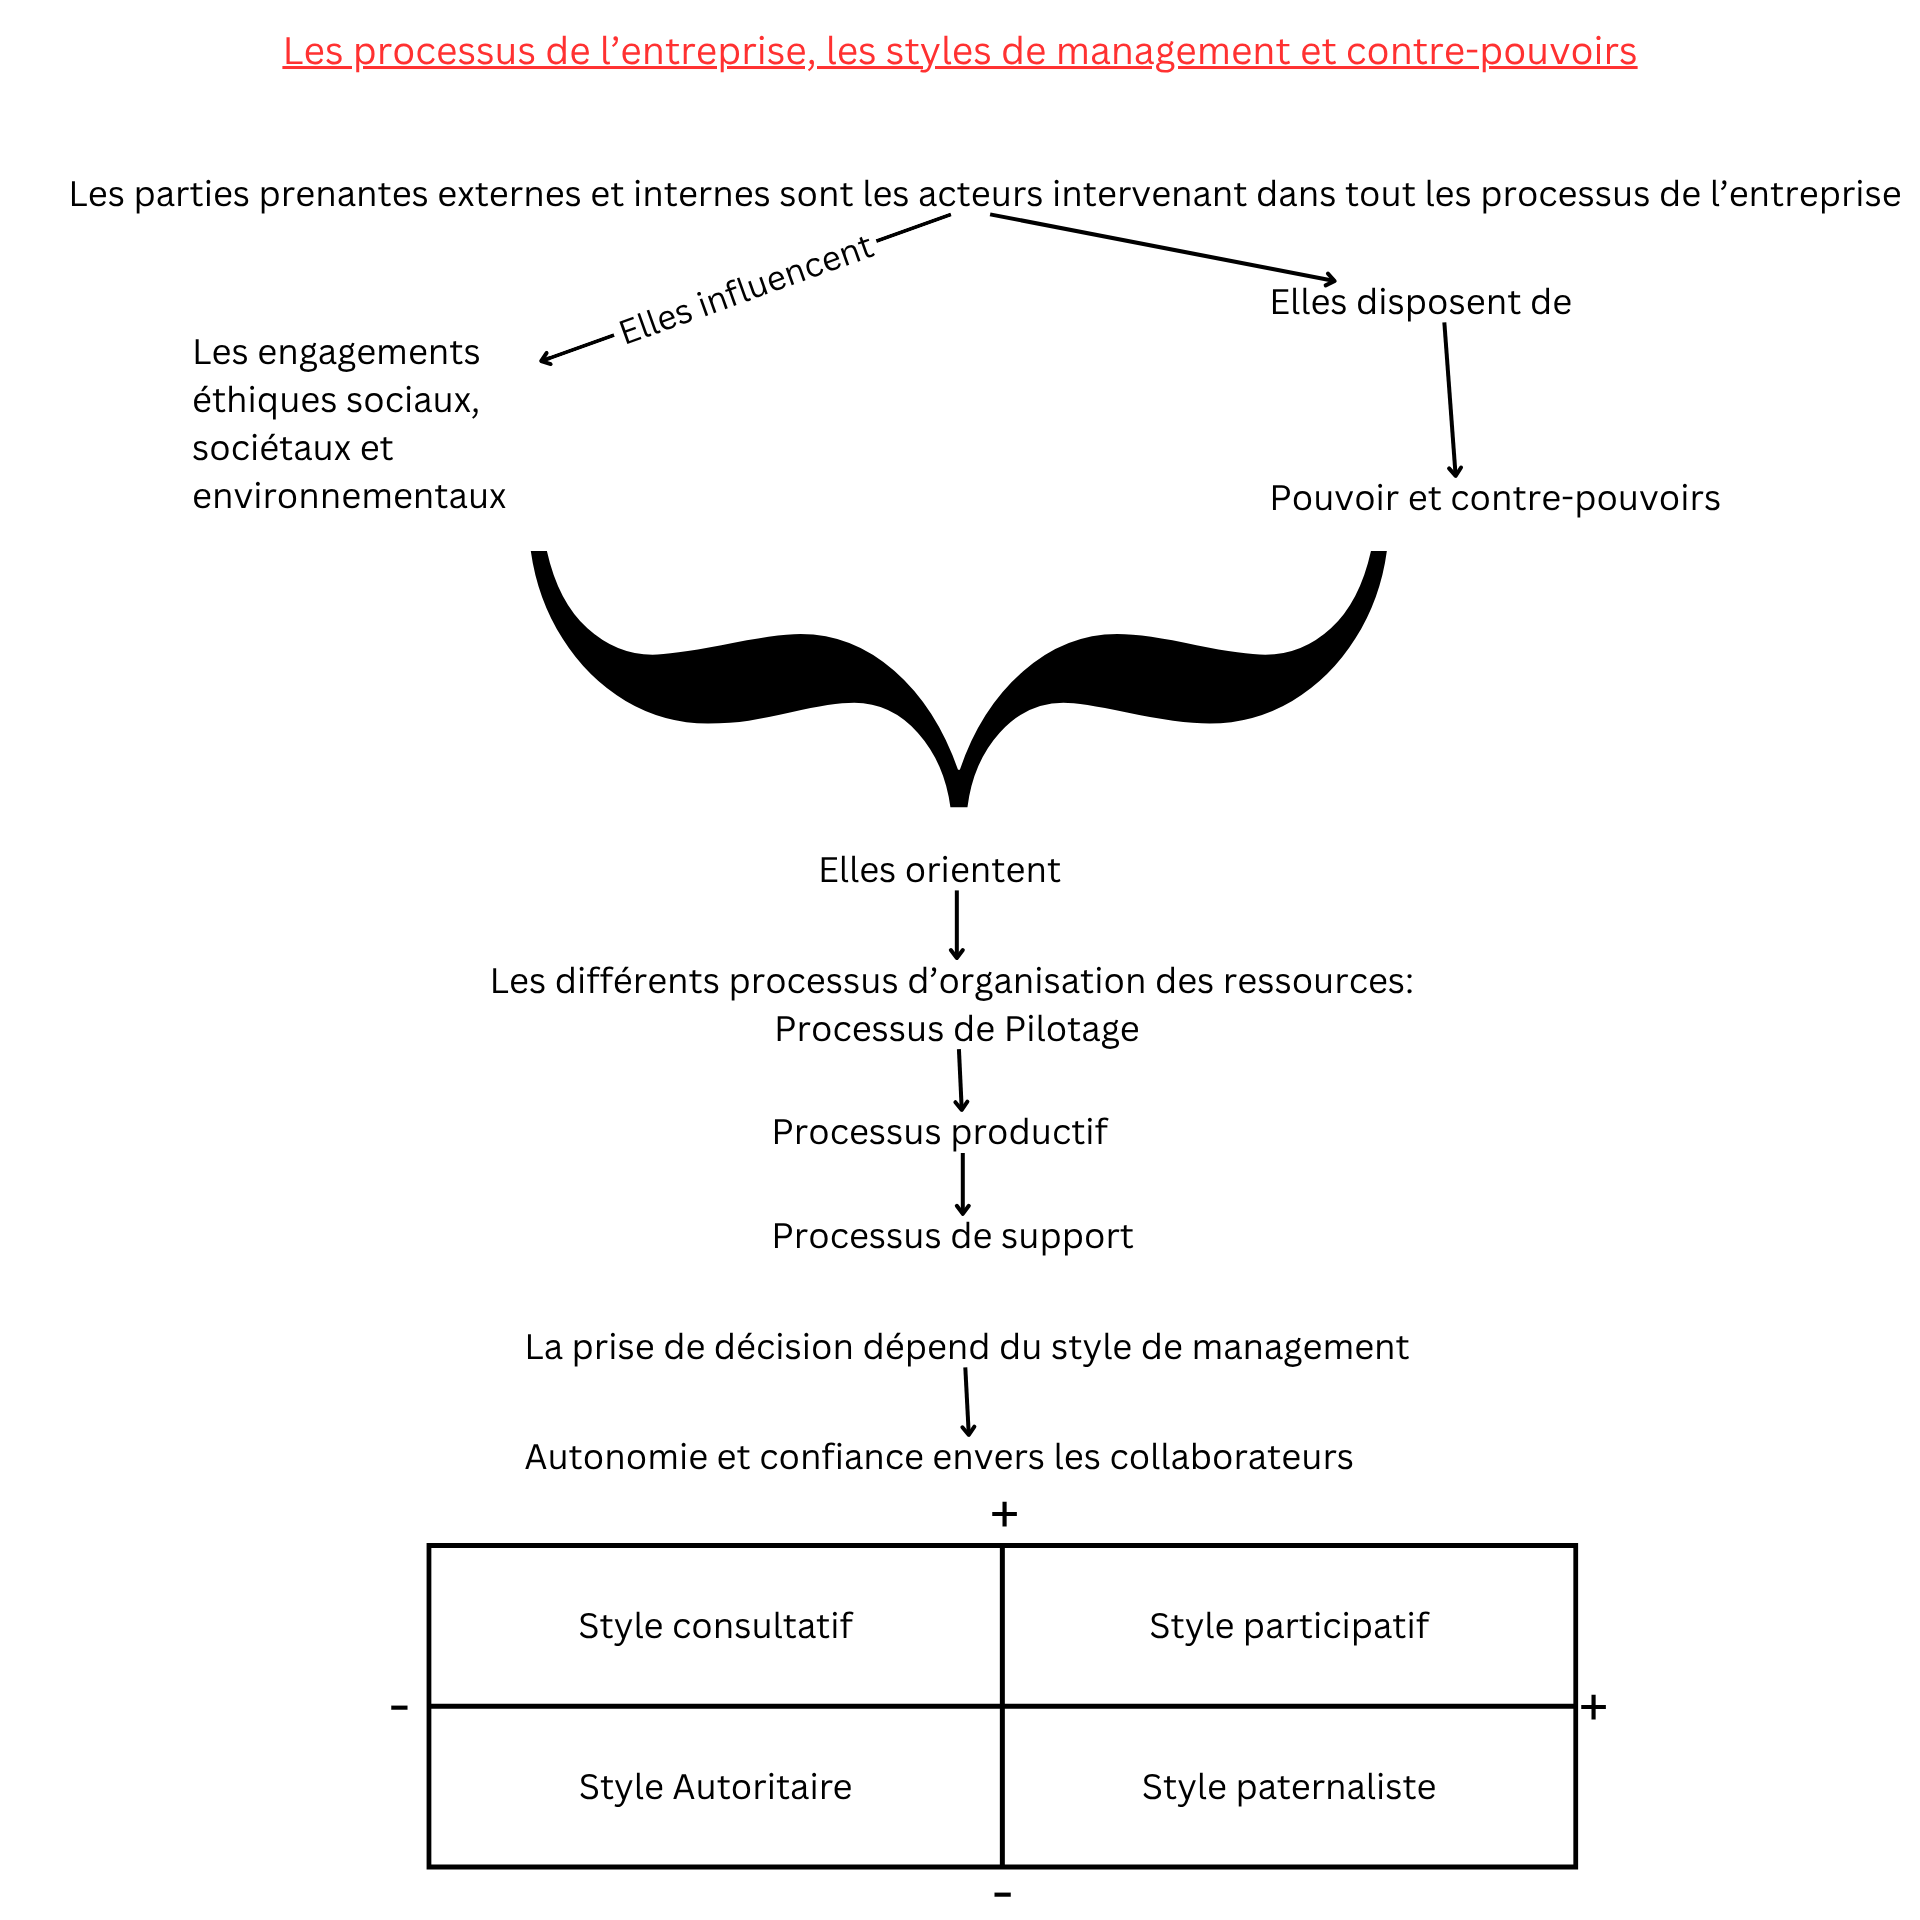 Les processus de l’entreprise, les styles de management et contre-pouvoirs
Les parties prenantes externes et internes sont les acteurs intervenant dans tout les processus de l’entreprise
Elles influencent
Elles disposent de
Les engagements
éthiques sociaux,
sociétaux et
environnementaux
Pouvoir et contre-pouvoirs
Elles orientent
Les différents processus d’organisation des ressources:
Processus de Pilotage
Processus productif
Processus de support
La prise de décision dépend du style de management
Autonomie et confiance envers les collaborateurs
+
Style consultatif
Style participatif
-
+
Style Autoritaire
Style paternaliste
-